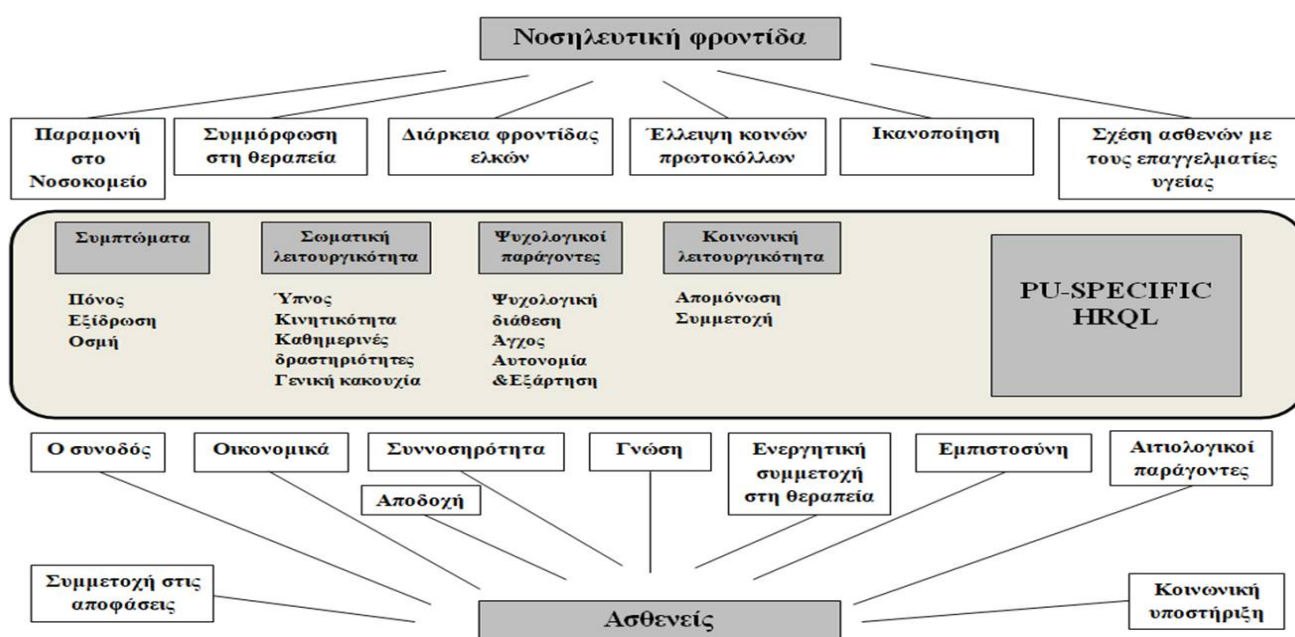 Νοσηλευτική φροντίδα
Παραμονή
στο
Νοσοκομείο
Συμμόρφωση
στη θεραπεία
Διάρκεια φροντίδας
ελκών
Έλλειψη κοινών
πρωτοκόλλων
Ικανοποίηση
Σχέση ασθενών με
τους επαγγελματίες
υγείας
Συμπτώματα
Πόνος
Εξίδρωση
Οσμή
Σωματική
λειτουργικότητα
Ύπνος
Κινητικότητα
Καθημερινές
δραστηριότητες
Γενική κακουχία
Ψυχολογικοί
παράγοντες
Ψυχολογική
διάθεση
Άγχος
Αυτονομία
&Εξάρτηση
Κοινωνική
λειτουργικότητα
Απομόνωση
Συμμετοχή
PU-SPECIFIC
HRQL
Ο συνοδός
Οικονομικά
Συννοσηρότητα
Γνώση
Ενεργητική
συμμετοχή
στη θεραπεία
Εμπιστοσύνη
Αιτιολογικοί
παράγοντες
Αποδοχή
Συμμετοχή στις
αποφάσεις
Ασθενείς
Κοινωνική
υποστήριξη